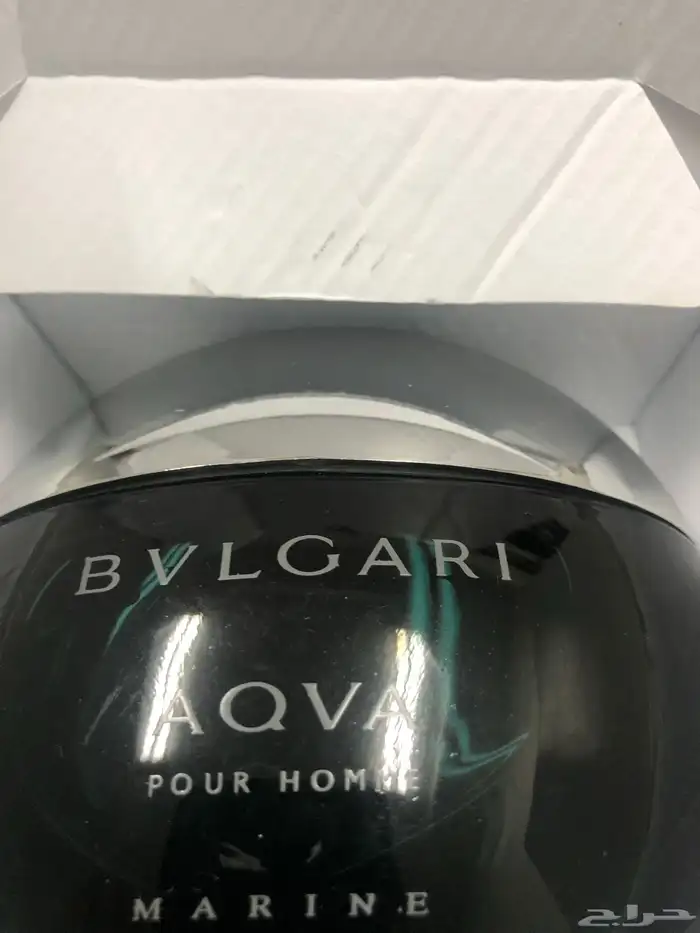 BVLGARI
AQVA
POUR HOMME
MARINE
حراج